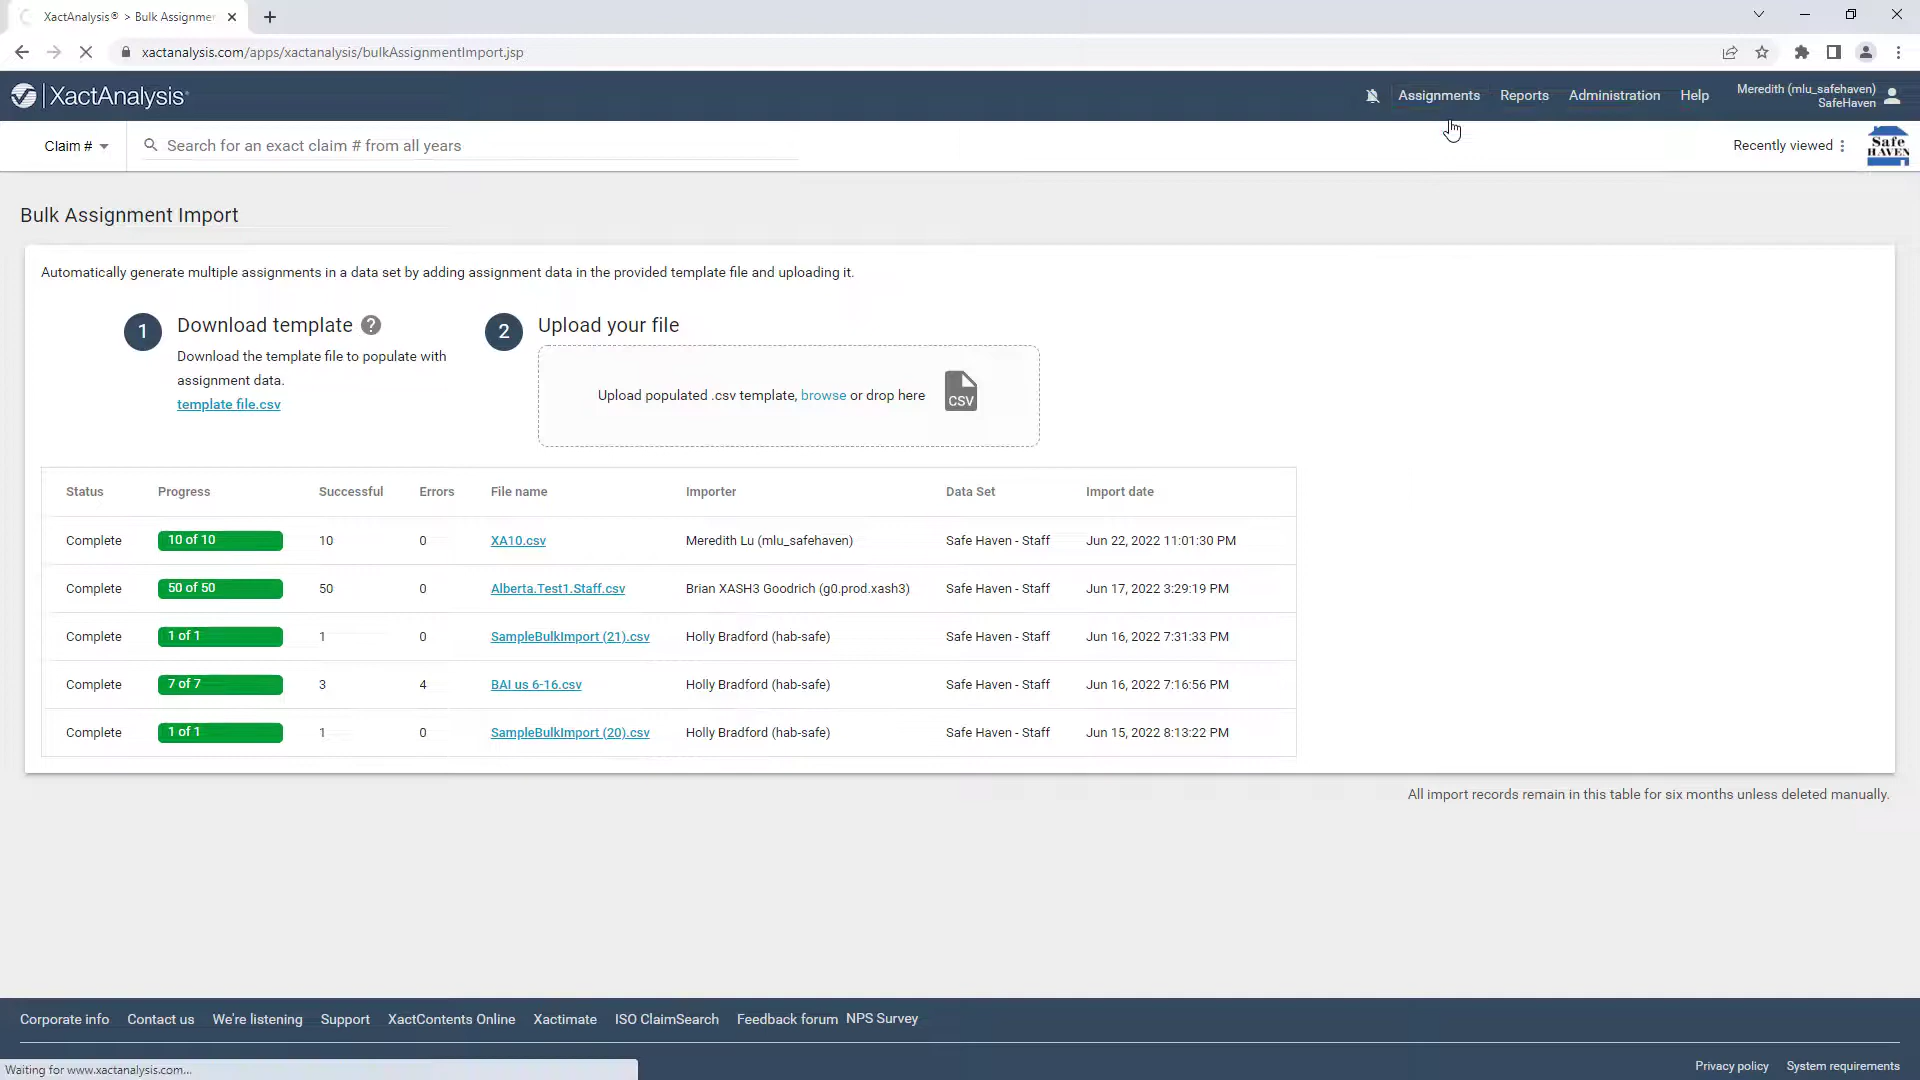 XactAnalysis® > Bulk Assignmer
xactanalysis.com/apps/xactanalysis/bulkAssignmentImport.jsp
XactAnalysis®
Assignments Reports Administration Help
Meredith (mlu_safehaven)
SafeHaven
Claim # Search for an exact claim # from all years
Recently viewed
Safe
HAVEN
Bulk Assignment Import
Automatically generate multiple assignments in a data set by adding assignment data in the provided template file and uploading it.
1 Download template ?
Download the template file to populate with
assignment data.
template file.csv
2 Upload your file
Upload populated .csv template, browse or drop here CSV
Status Progress Successful Errors File name Importer Data Set Import date
Complete 10 of 10 10 0 XA10.csv Meredith Lu (mlu_safehaven) Safe Haven - Staff Jun 22, 2022 11:01:30 PM
Complete 50 of 50 50 0 Alberta.Test1.Staff.csv Brian XASH3 Goodrich (g0.prod.xash3) Safe Haven - Staff Jun 17, 2022 3:29:19 PM
Complete 1 of 1 1 0 SampleBulkImport (21).csv Holly Bradford (hab-safe) Safe Haven - Staff Jun 16, 2022 7:31:33 PM
Complete 7 of 7 3 4 BAI us 6-16.csv Holly Bradford (hab-safe) Safe Haven - Staff Jun 16, 2022 7:16:56 PM
Complete 1 of 1 1 0 SampleBulkImport (20).csv Holly Bradford (hab-safe) Safe Haven - Staff Jun 15, 2022 8:13:22 PM
All import records remain in this table for six months unless deleted manually.
Corporate info Contact us We're listening Support XactContents Online Xactimate ISO ClaimSearch Feedback forum NPS Survey
Waiting for www.xactanalysis.com...
Privacy policy System requirements